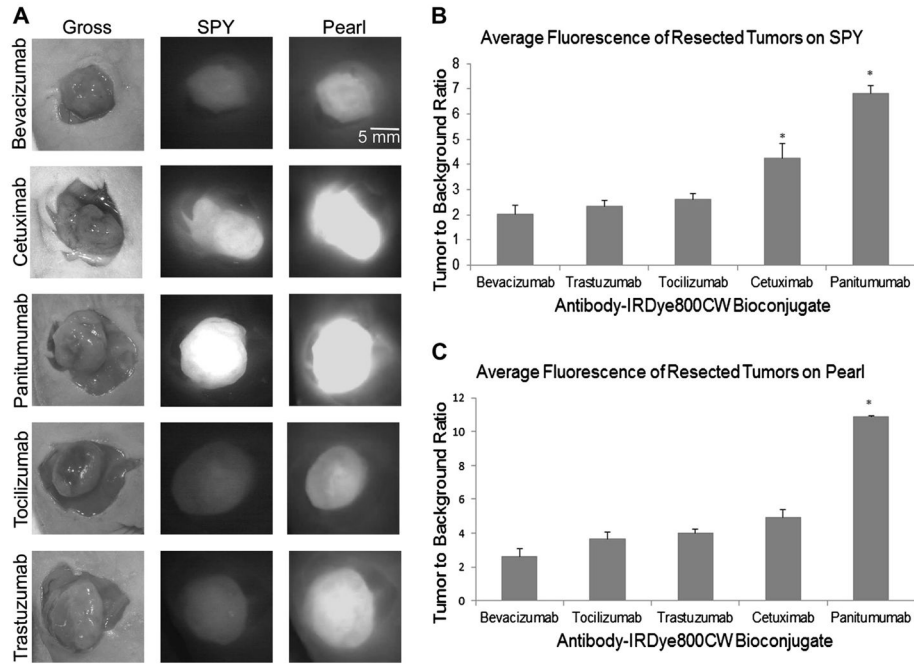 A
Gross SPY Pearl
Bevacizumab
5 mm
Cetuximab
Panitumumab
Tocilizumab
Trastuzumab
B
Average Fluorescence of Resected Tumors on SPY
Tumor to Background Ratio
8
7
6
5
4
3
2
1
0
*
*
Bevacizumab Trastuzumab Tocilizumab Cetuximab Panitumumab
Antibody-IRDye800CW Bioconjugate
C
Average Fluorescence of Resected Tumors on Pearl
Tumor to Background Ratio
12
10
8
6
4
2
0
*
Bevacizumab Tocilizumab Trastuzumab Cetuximab Panitumumab
Antibody-IRDye800CW Bioconjugate